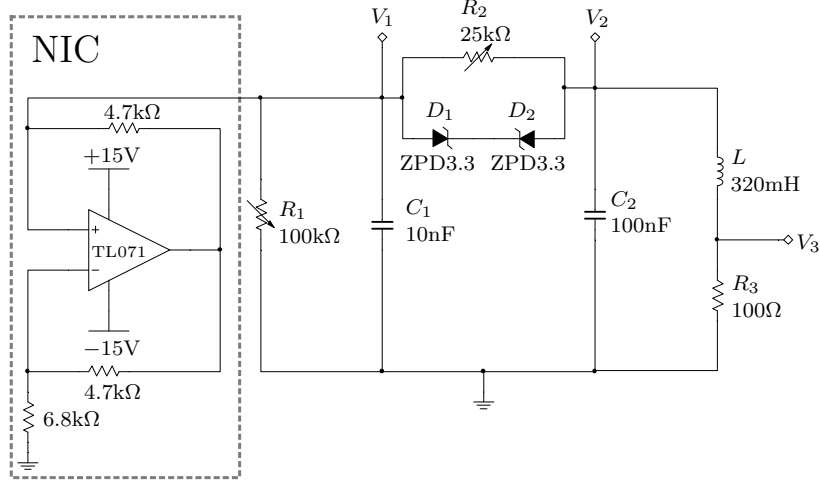 NIC
4.7kΩ
+15V
+
TL071
−
−15V
4.7kΩ
6.8kΩ
R1
100kΩ
V1
C1
10nF
R2
25kΩ
D1
ZPD3.3
D2
ZPD3.3
V2
C2
100nF
L
320mH
V3
R3
100Ω